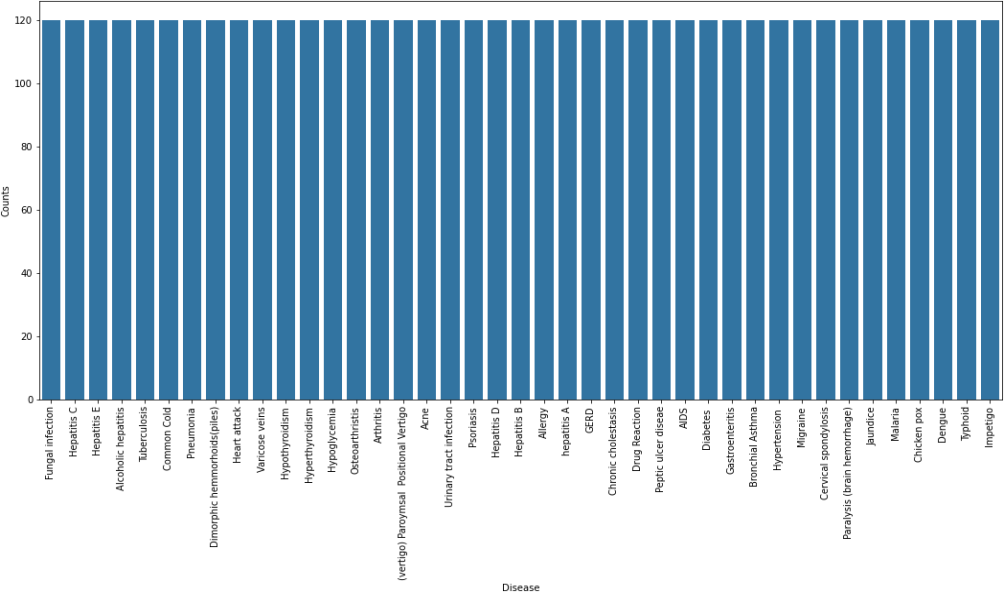 120
100
80
60
40
20
0
Counts
Fungal infection
Hepatitis C
Hepatitis E
Alcoholic hepatitis
Tuberculosis
Common Cold
Pneumonia
Dimorphic hemmorhoids(piles)
Heart attack
Varicose veins
Hypothyroidism
Hyperthyroidism
Hypoglycemia
Osteoarthristis
Arthritis
(vertigo) Paroymsal  Positional Vertigo
Acne
Urinary tract infection
Psoriasis
Hepatitis D
Hepatitis B
Allergy
hepatitis A
GERD
Chronic cholestasis
Drug Reaction
Peptic ulcer diseae
AIDS
Diabetes
Gastroenteritis
Bronchial Asthma
Hypertension
Migraine
Cervical spondylosis
Paralysis (brain hemorrhage)
Jaundice
Malaria
Chicken pox
Dengue
Typhoid
Impetigo
Disease